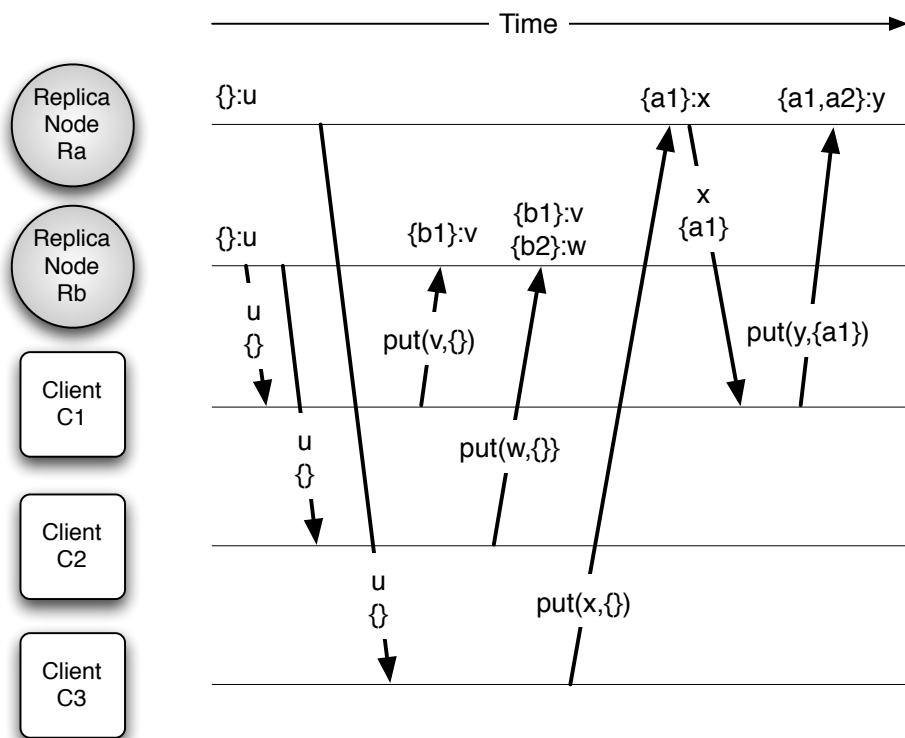 Time
Replica
Node
Ra
{}:u
{a1}:x
{a1,a2}:y
x
{a1}
Replica
Node
Rb
{}:u
{b1}:v
{b1}:v
{b2}:w
u
{}
put(v,{})
put(y,{a1})
Client
C1
u
{}
put(w,{}}
Client
C2
u
{}
put(x,{})
Client
C3